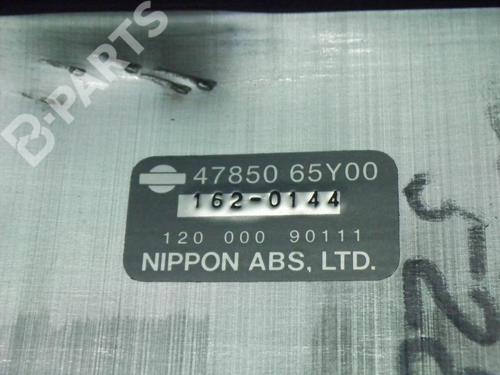 B-PARTS
47850 65Y00
162-0144
120 000 90111
NIPPON ABS, LTD.